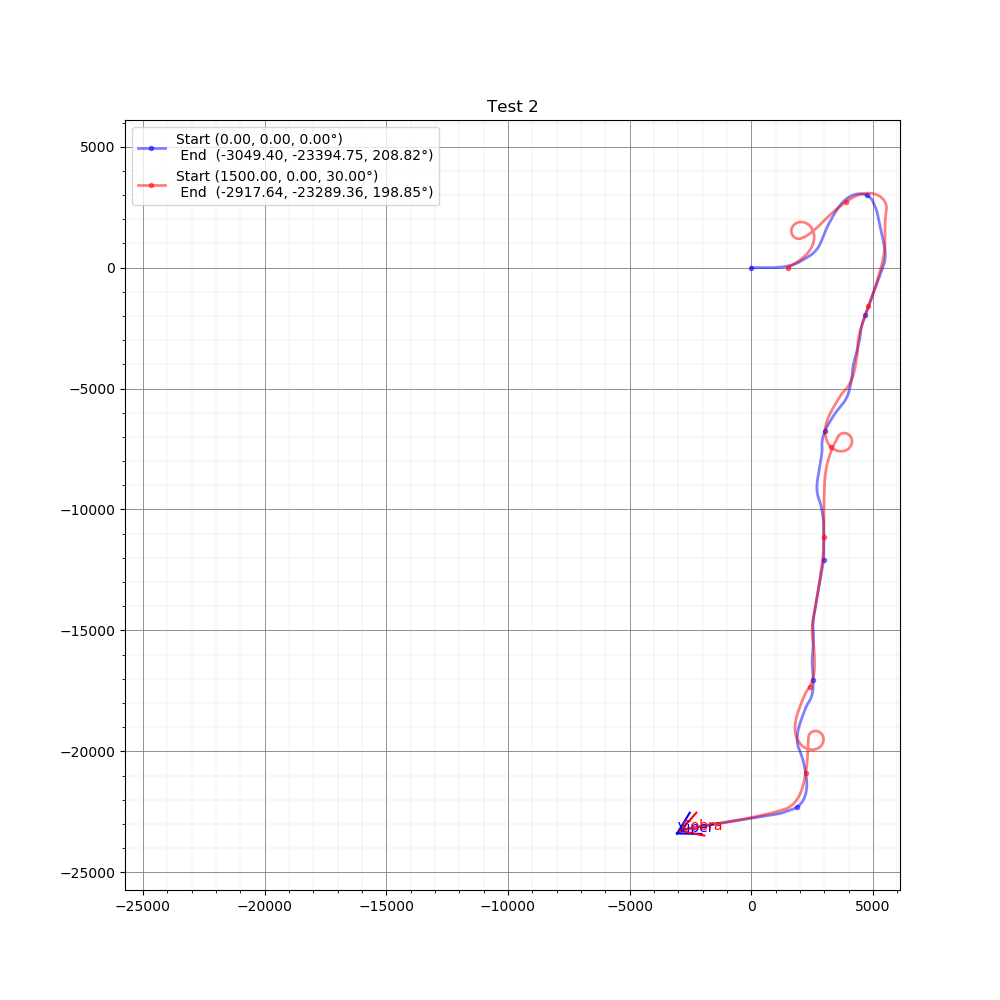 Test 2
Start (0.00, 0.00, 0.00°)
End (-3049.40, -23394.75, 208.82°)
Start (1500.00, 0.00, 30.00°)
End (-2917.64, -23289.36, 198.85°)
5000
0
−5000
−10000
−15000
−20000
−25000
−25000 −20000 −15000 −10000 −5000 0 5000